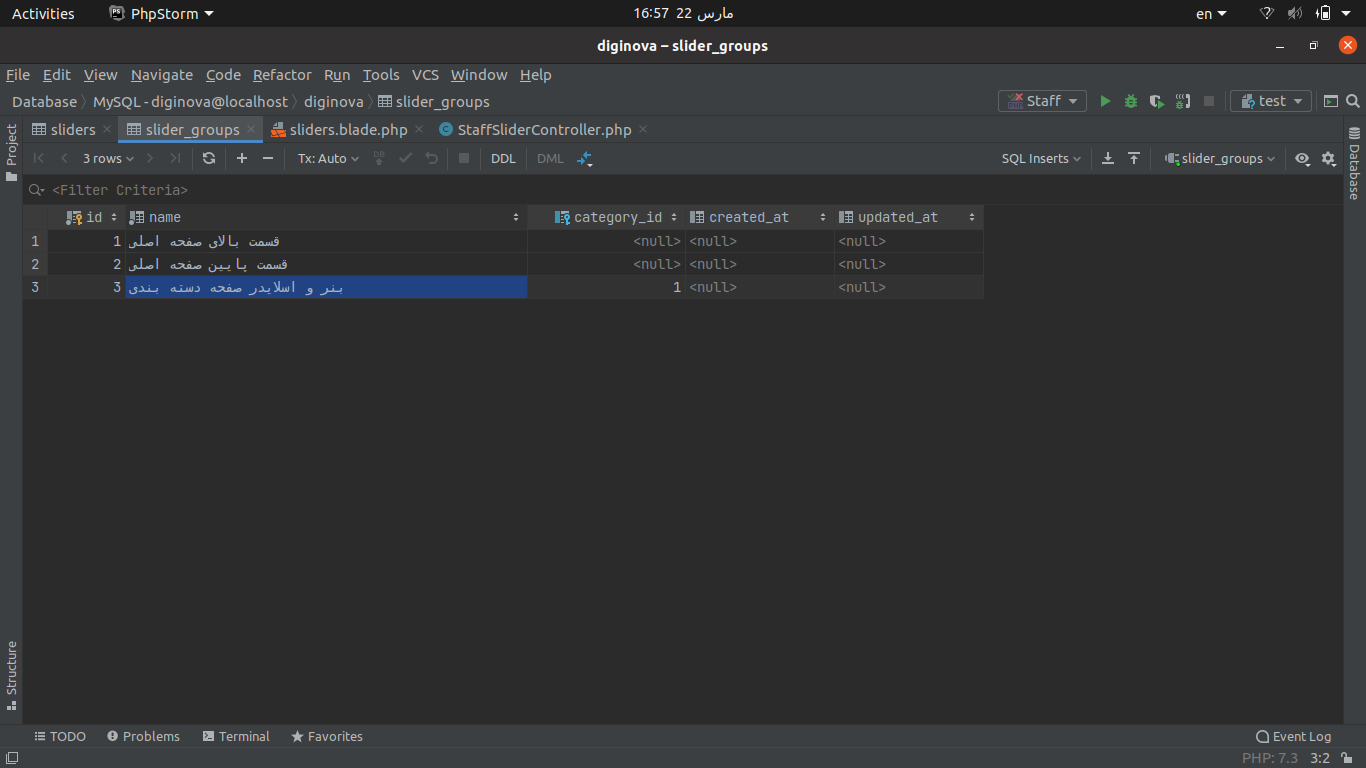 Activities PhpStorm 16:57 22 مارس en
diginova – slider_groups
File Edit View Navigate Code Refactor Run Tools VCS Window Help
Database MySQL - diginova@localhost diginova slider_groups Staff test
Project sliders slider_groups sliders.blade.php StaffSliderController.php Database
3 rows Tx: Auto DB DDL DML SQL Inserts slider_groups
<Filter Criteria>
id name category_id created_at updated_at
1 1 قسمت بالای صفحه اصلی <null> <null> <null>
2 2 قسمت پایین صفحه اصلی <null> <null> <null>
3 3 بنر و اسلایدر صفحه دسته بندی 1 <null> <null>
Structure
TODO Problems Terminal Favorites Event Log
PHP: 7.3 3:2